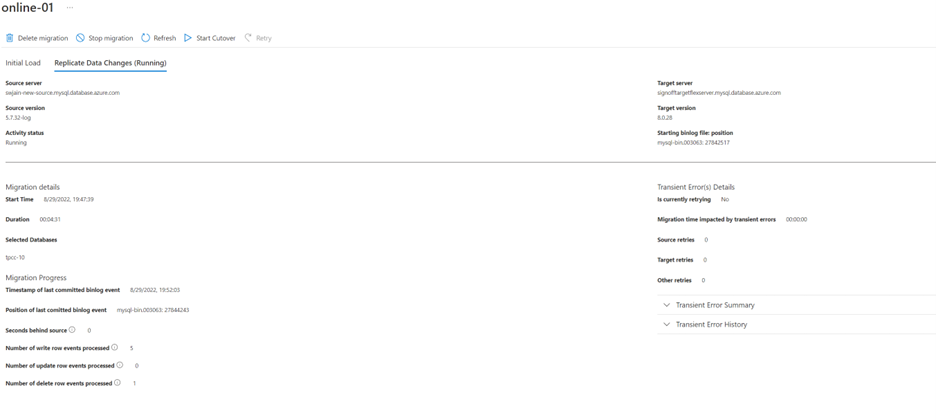 online-01 ...
Delete migration Stop migration Refresh Start Cutover Retry
Initial Load Replicate Data Changes (Running)
Source server
swjain-new-source.mysql.database.azure.com
Source version
5.7.32-log
Activity status
Running
Target server
signofftargetflexserver.mysql.database.azure.com
Target version
8.0.28
Starting binlog file: position
mysql-bin.003063: 27842517
Migration details
Start Time 8/29/2022, 19:47:39
Duration 00:04:31
Selected Databases
tpcc-10
Migration Progress
Timestamp of last committed binlog event 8/29/2022, 19:52:03
Position of last comitted binlog event mysql-bin.003063: 27844243
Seconds behind source 0
Number of write row events processed 5
Number of update row events processed 0
Number of delete row events processed 1
Transient Error(s) Details
Is currently retrying No
Migration time impacted by transient errors 00:00:00
Source retries 0
Target retries 0
Other retries 0
Transient Error Summary
Transient Error History